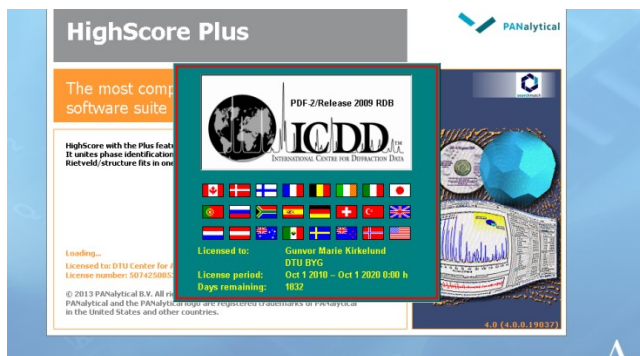 HighScore Plus
PANalytical
The most comp
software suite
PDF-2/Release 2009 RDB
ICDD™
INTERNATIONAL CENTRE FOR DIFFRACTION DATA
HighScore with the Plus featu
It unites phase identification
Rietveld/structure fits in one
Loading...
Licensed to: DTU Center for A
License number: 507425005
Licensed to: Gunvor Marie Kirkelund
DTU BYG
License period: Oct 1 2010 – Oct 1 2020 0:00 h
Days remaining: 1832
© 2013 PANalytical B.V. All ri
PANalytical and the PANalytical logo are registered trademarks of PANalytical
in the United States and other countries.
4.0 (4.0.0.19037)